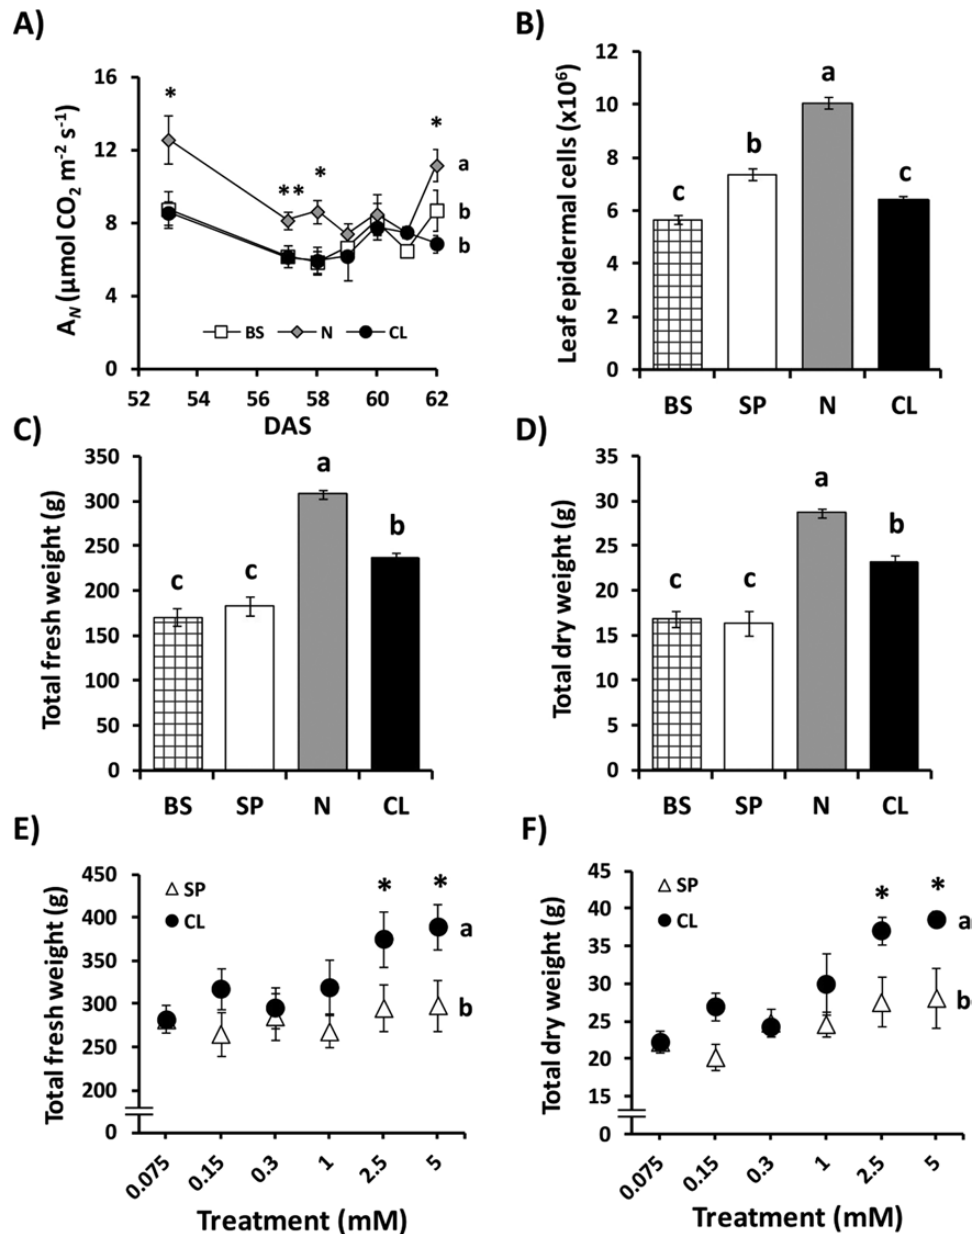 A)
16
12
8
4
0
A_N (µmol CO₂ m⁻² s⁻¹)
*
**
*
*
a
b
b
BS N CL
52 54 56 58 60 62
DAS
B)
12
10
8
6
4
2
0
Leaf epidermal cells (x10⁶)
c b a c
BS SP N CL
C)
350
300
250
200
150
100
50
0
Total fresh weight (g)
c c a b
BS SP N CL
D)
35
30
25
20
15
10
5
0
Total dry weight (g)
c c a b
BS SP N CL
E)
450
400
350
300
250
200
0
Total fresh weight (g)
SP
CL
* *
a
b
0.075 0.15 0.3 1 2.5 5
Treatment (mM)
F)
45
40
35
30
25
20
15
0
Total dry weight (g)
SP
CL
* *
a
b
0.075 0.15 0.3 1 2.5 5
Treatment (mM)